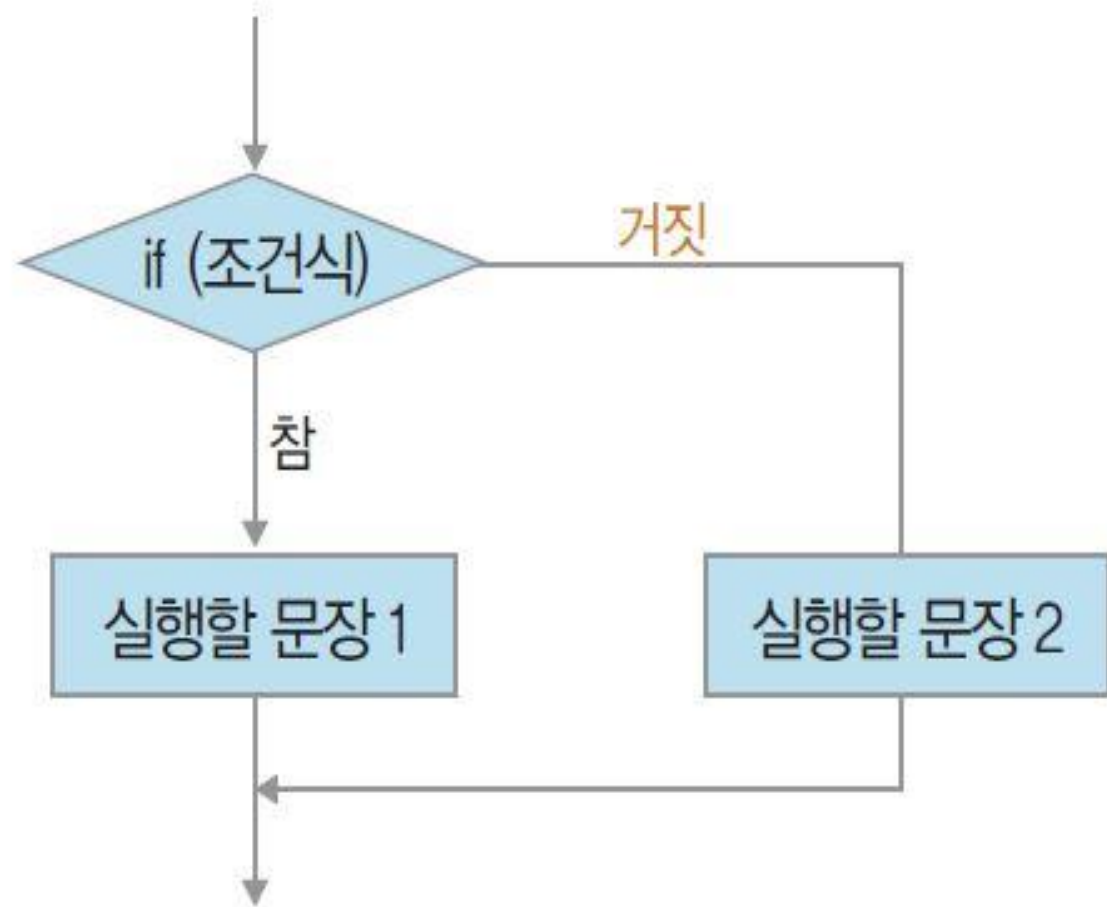 if (조건식)
거짓
참
실행할 문장 1
실행할 문장 2